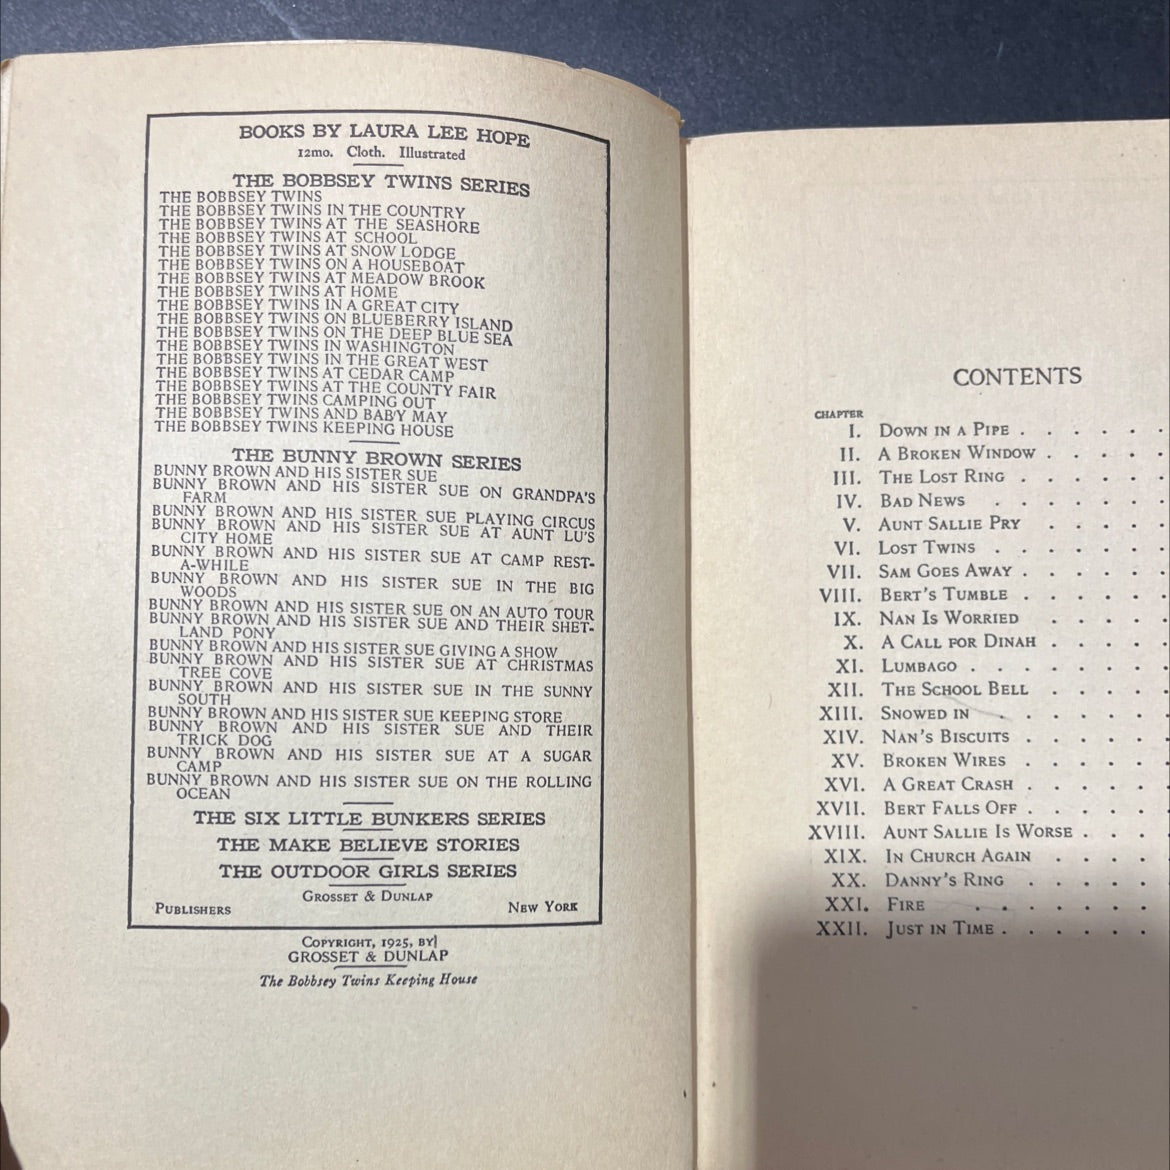 BOOKS BY LAURA LEE HOPE
12mo. Cloth. Illustrated
THE BOBBSEY TWINS SERIES
THE BOBBSEY TWINS
THE BOBBSEY TWINS IN THE COUNTRY
THE BOBBSEY TWINS AT THE SEASHORE
THE BOBBSEY TWINS AT SCHOOL
THE BOBBSEY TWINS AT SNOW LODGE
THE BOBBSEY TWINS ON A HOUSEBOAT
THE BOBBSEY TWINS AT MEADOW BROOK
THE BOBBSEY TWINS AT HOME
THE BOBBSEY TWINS IN A GREAT CITY
THE BOBBSEY TWINS ON BLUEBERRY ISLAND
THE BOBBSEY TWINS ON THE DEEP BLUE SEA
THE BOBBSEY TWINS IN WASHINGTON
THE BOBBSEY TWINS IN THE GREAT WEST
THE BOBBSEY TWINS AT CEDAR CAMP
THE BOBBSEY TWINS AT THE COUNTY FAIR
THE BOBBSEY TWINS CAMPING OUT
THE BOBBSEY TWINS AND BABY MAY
THE BOBBSEY TWINS KEEPING HOUSE
THE BUNNY BROWN SERIES
BUNNY BROWN AND HIS SISTER SUE
BUNNY BROWN AND HIS SISTER SUE ON GRANDPA'S
FARM
BUNNY BROWN AND HIS SISTER SUE PLAYING CIRCUS
BUNNY BROWN AND HIS SISTER SUE AT AUNT LU'S
CITY HOME
BUNNY BROWN AND HIS SISTER SUE AT CAMP REST-
A-WHILE
BUNNY BROWN AND HIS SISTER SUE IN THE BIG
WOODS
BUNNY BROWN AND HIS SISTER SUE ON AN AUTO TOUR
BUNNY BROWN AND HIS SISTER SUE AND THEIR SHET-
LAND PONY
BUNNY BROWN AND HIS SISTER SUE GIVING A SHOW
BUNNY BROWN AND HIS SISTER SUE AT CHRISTMAS
TREE COVE
BUNNY BROWN AND HIS SISTER SUE IN THE SUNNY
SOUTH
BUNNY BROWN AND HIS SISTER SUE KEEPING STORE
BUNNY BROWN AND HIS SISTER SUE AND THEIR
TRICK DOG
BUNNY BROWN AND HIS SISTER SUE AT A SUGAR
CAMP
BUNNY BROWN AND HIS SISTER SUE ON THE ROLLING
OCEAN
THE SIX LITTLE BUNKERS SERIES
THE MAKE BELIEVE STORIES
THE OUTDOOR GIRLS SERIES
GROSSET & DUNLAP
PUBLISHERS NEW YORK
COPYRIGHT, 1925, BY
GROSSET & DUNLAP
The Bobbsey Twins Keeping House
CONTENTS
CHAPTER
I. DOWN IN A PIPE . . . . . .
II. A BROKEN WINDOW . . . . .
III. THE LOST RING . . . . . .
IV. BAD NEWS . . . . . .
V. AUNT SALLIE PRY . . . . .
VI. LOST TWINS . . . . . . .
VII. SAM GOES AWAY . . . . . .
VIII. BERT'S TUMBLE . . . . . .
IX. NAN IS WORRIED . . . . .
X. A CALL FOR DINAH . . . . .
XI. LUMBAGO . . . . . . . .
XII. THE SCHOOL BELL . . . . .
XIII. SNOWED IN . . . . . . .
XIV. NAN'S BISCUITS . . . . . .
XV. BROKEN WIRES . . . . . .
XVI. A GREAT CRASH . . . . . .
XVII. BERT FALLS OFF . . . . . .
XVIII. AUNT SALLIE IS WORSE . . . .
XIX. IN CHURCH AGAIN . . . . .
XX. DANNY'S RING . . . . . .
XXI. FIRE . . . . . . . .
XXII. JUST IN TIME . . . . . . .